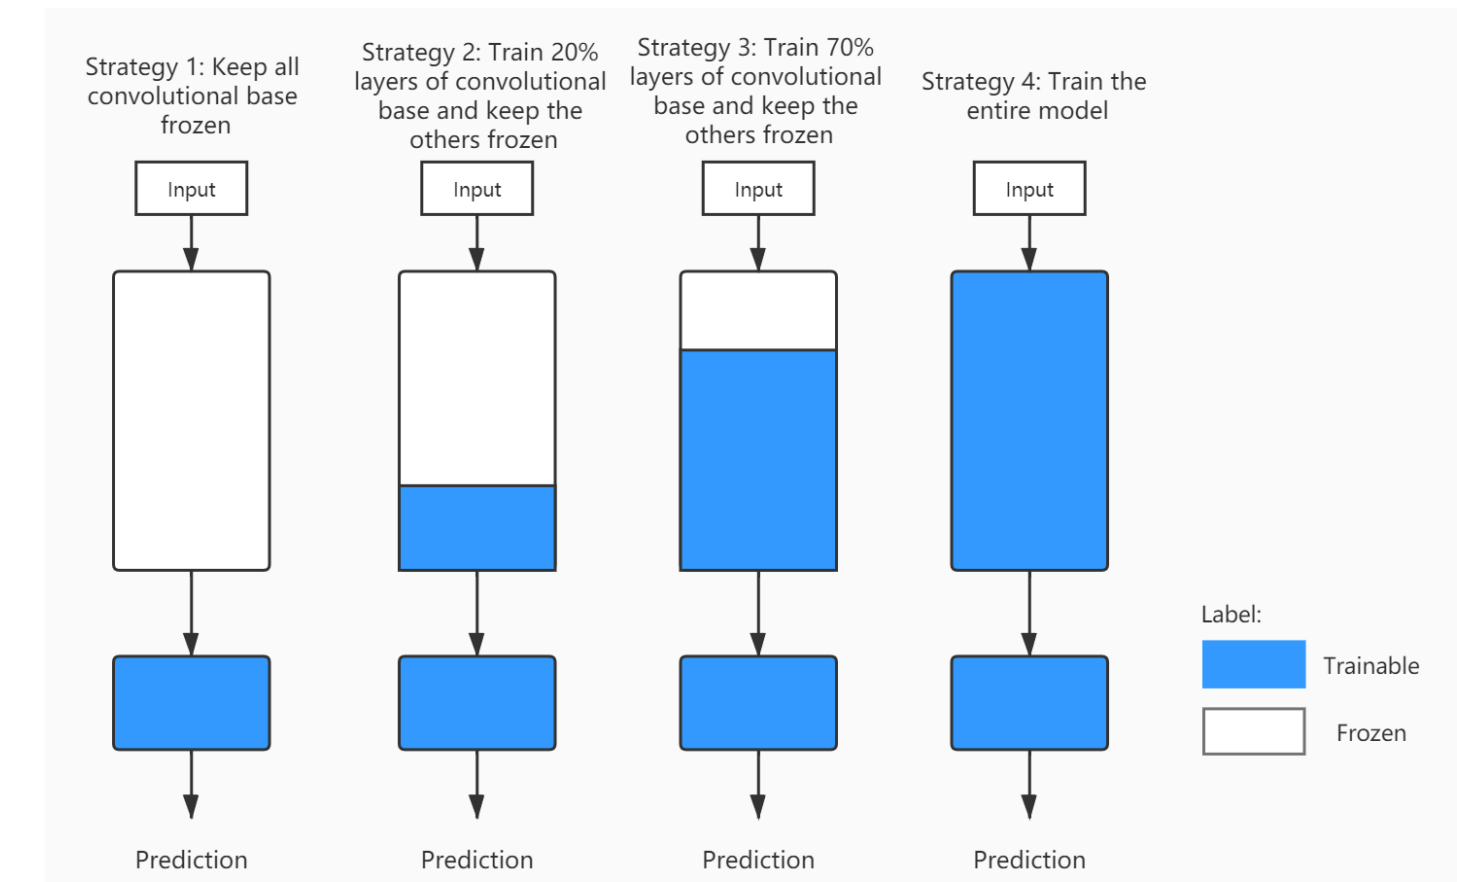 Strategy 1: Keep all
convolutional base
frozen
Strategy 2: Train 20%
layers of convolutional
base and keep the
others frozen
Strategy 3: Train 70%
layers of convolutional
base and keep the
others frozen
Strategy 4: Train the
entire model
Input
Input
Input
Input
Label:
Trainable
Frozen
Prediction
Prediction
Prediction
Prediction